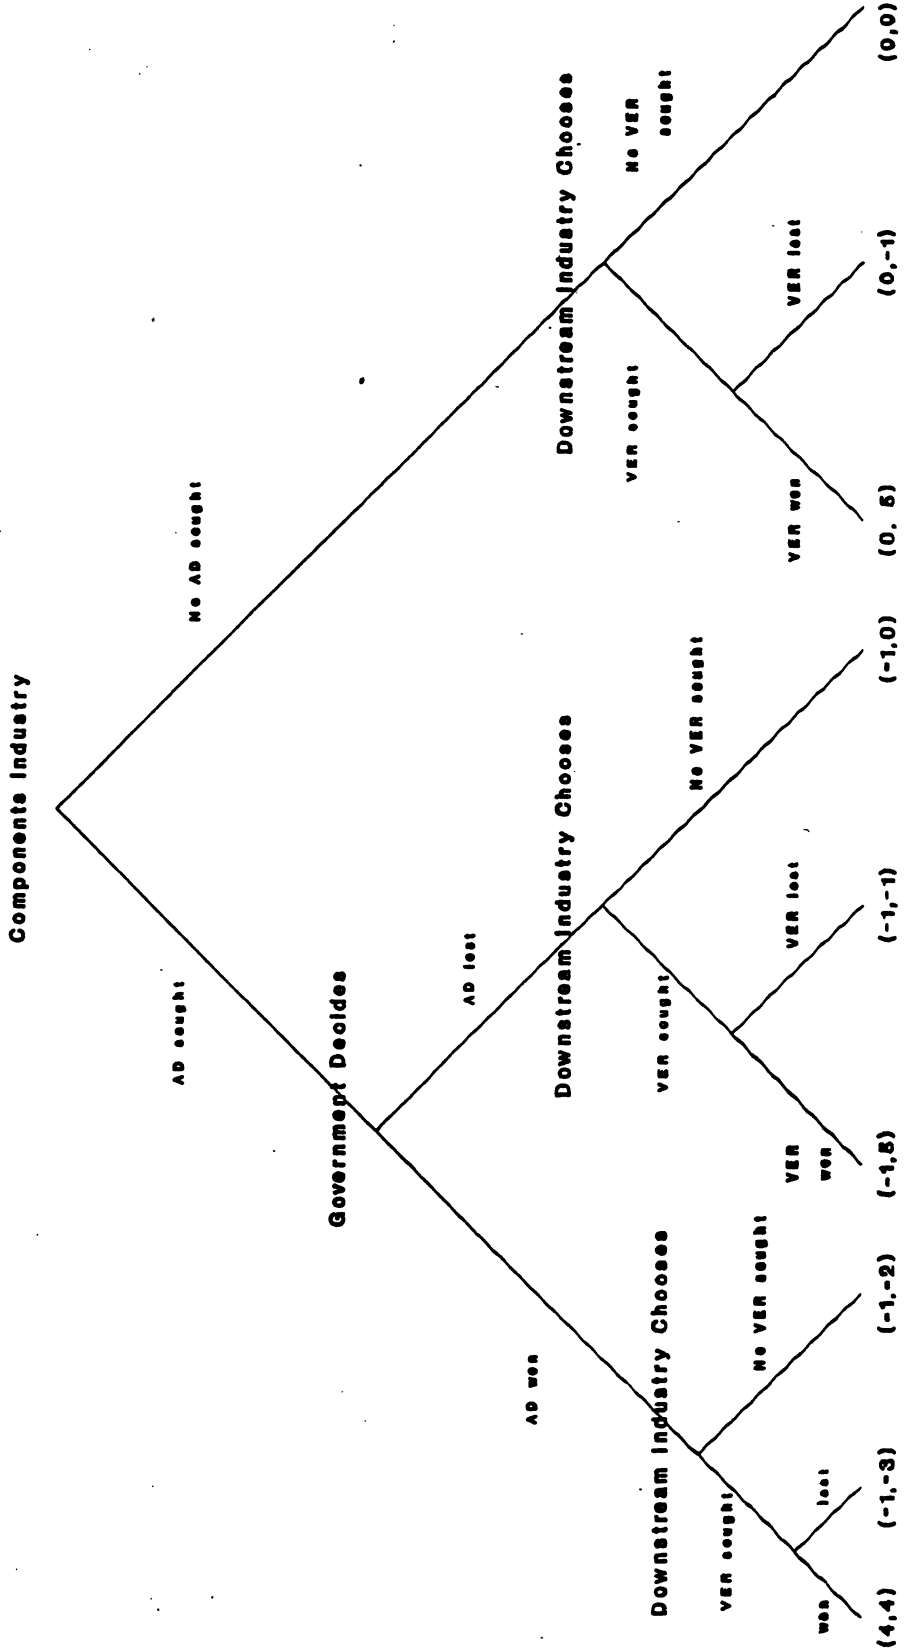 Components Industry
AD sought
No AD sought
Government Decides
AD won
AD lost
Downstream Industry Chooses
Downstream Industry Chooses
Downstream Industry Chooses
VER sought
No VER sought
VER sought
No VER sought
VER sought
No VER
sought
won
lost
VER
won
VER lost
VER won
VER lost
(4,4)
(-1,-3)
(-1,-2)
(-1,5)
(-1,-1)
(-1,0)
(0, 5)
(0,-1)
(0,0)